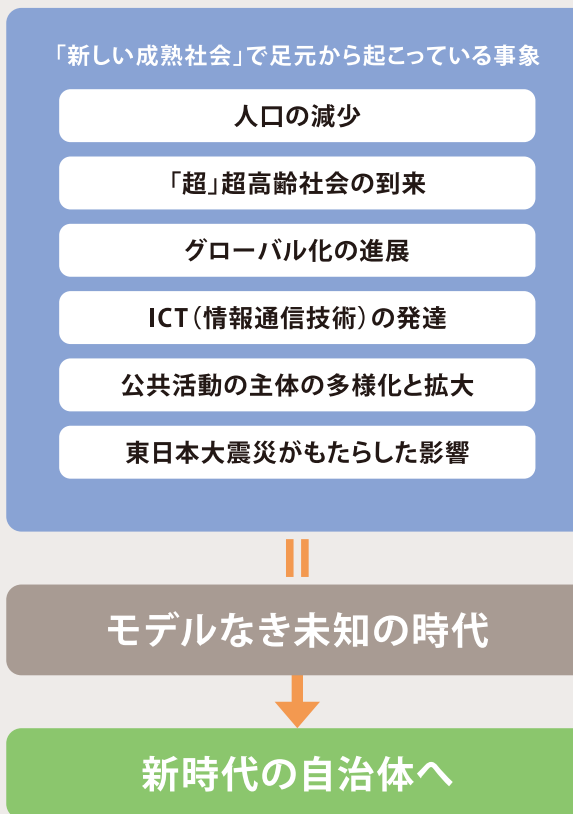 「新しい成熟社会」で足元から起こっている事象
人口の減少
「超」超高齢社会の到来
グローバル化の進展
ICT（情報通信技術）の発達
公共活動の主体の多様化と拡大
東日本大震災がもたらした影響
モデルなき未知の時代
新時代の自治体へ